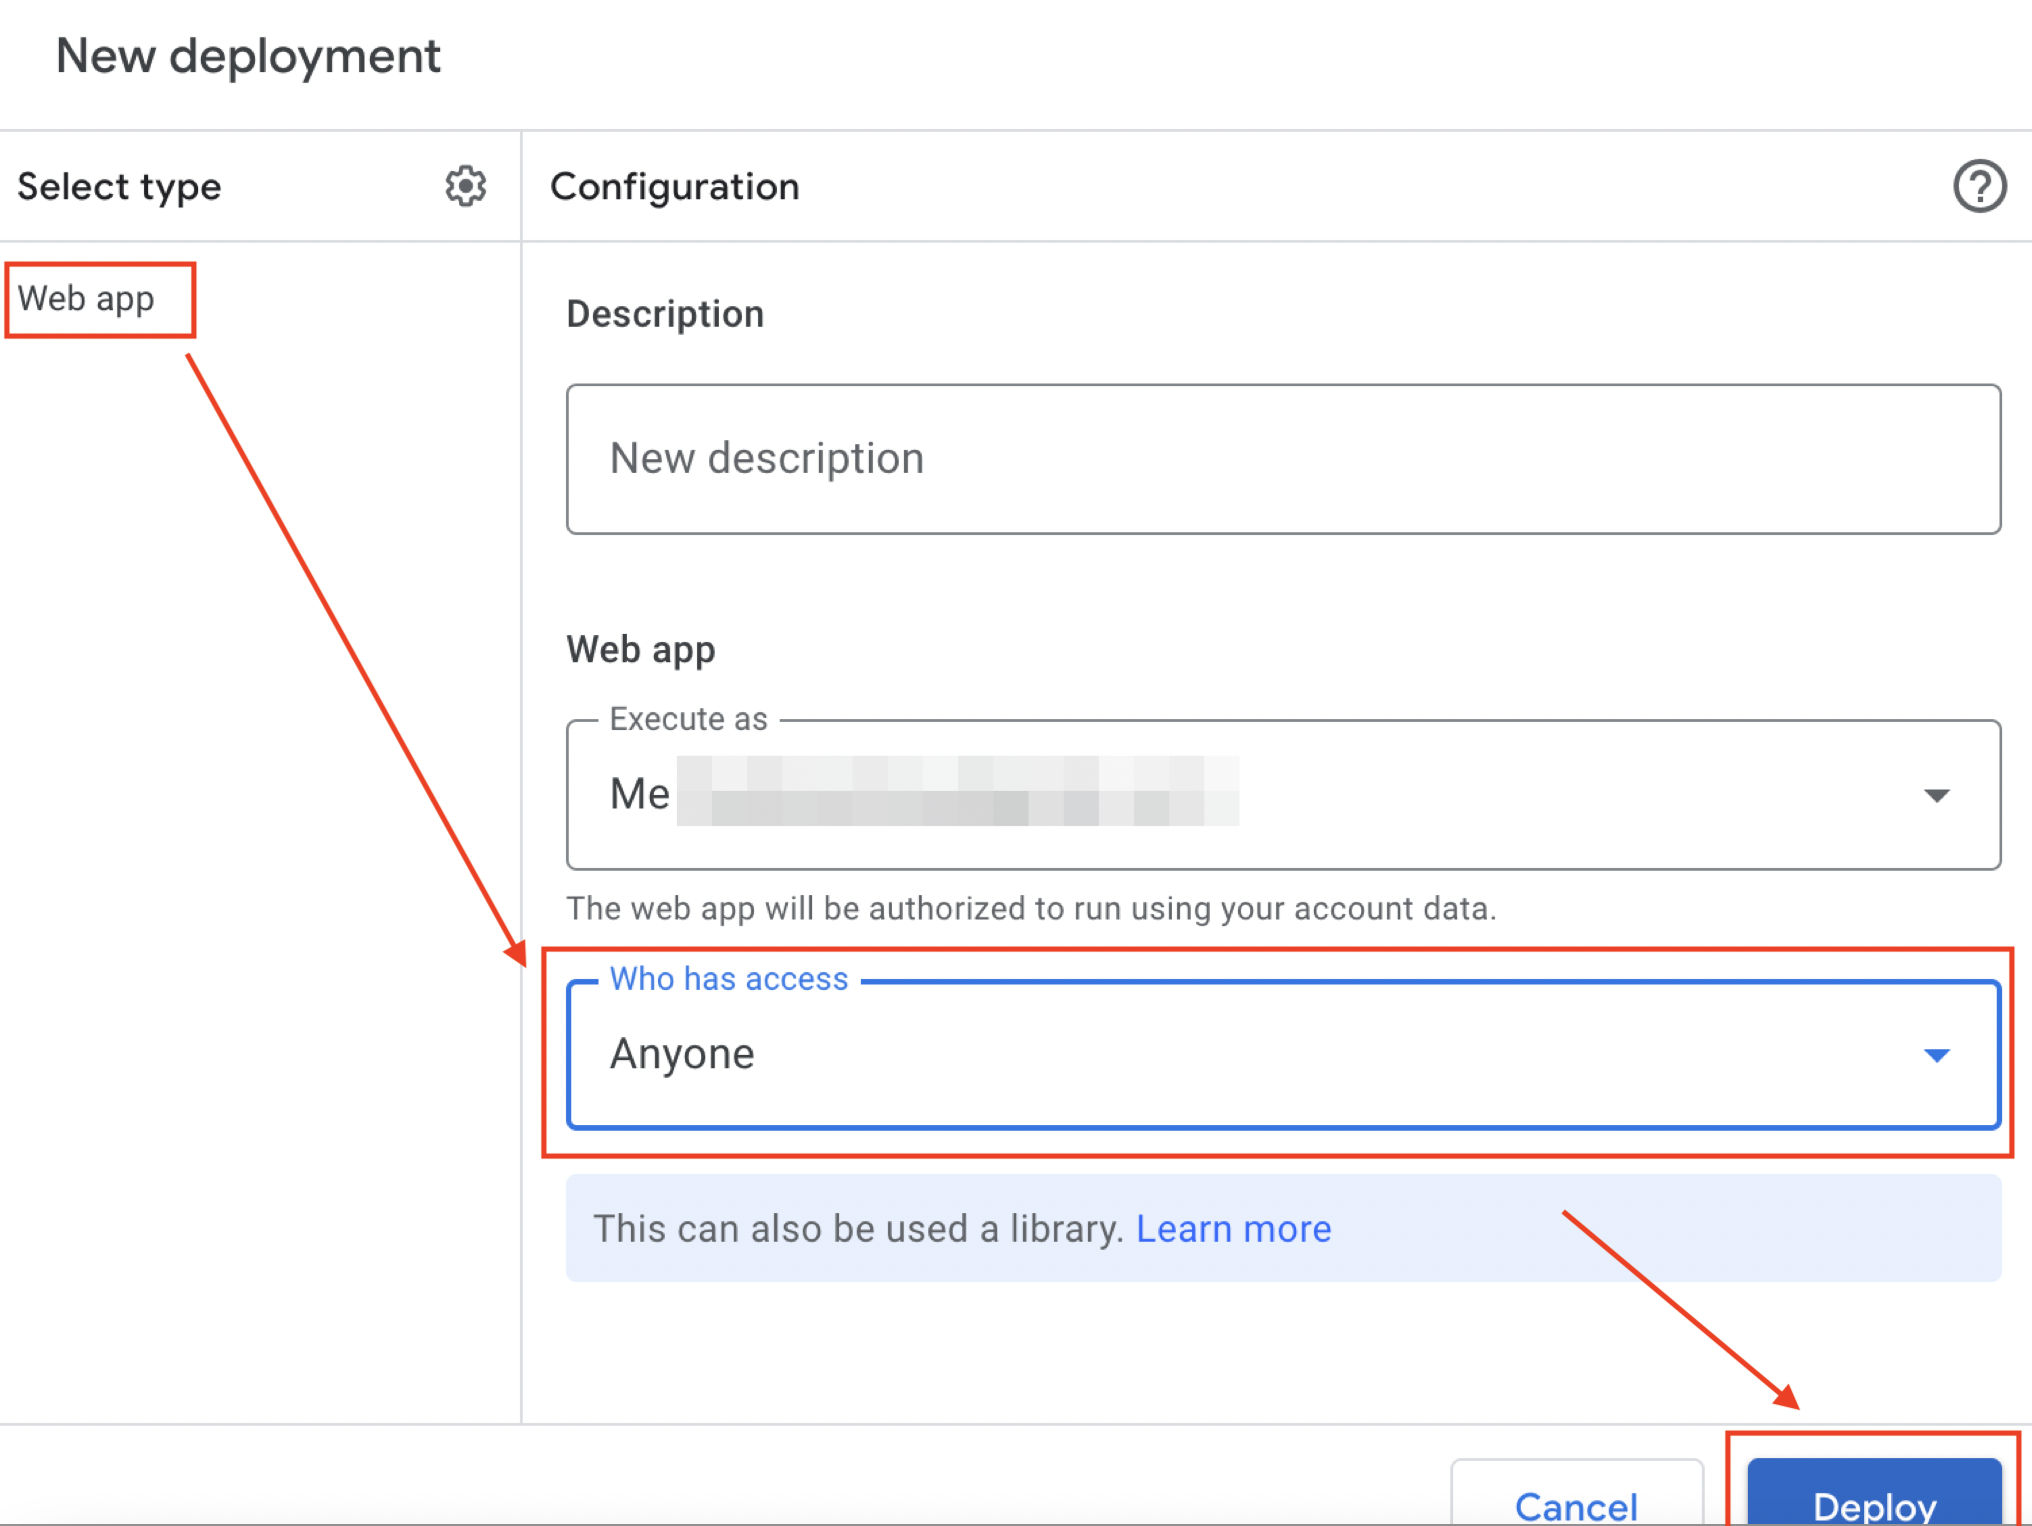 New deployment
Select type
Configuration
Web app
Description
New description
Web app
Execute as
Me
The web app will be authorized to run using your account data.
Who has access
Anyone
This can also be used a library. Learn more
Cancel
Deploy